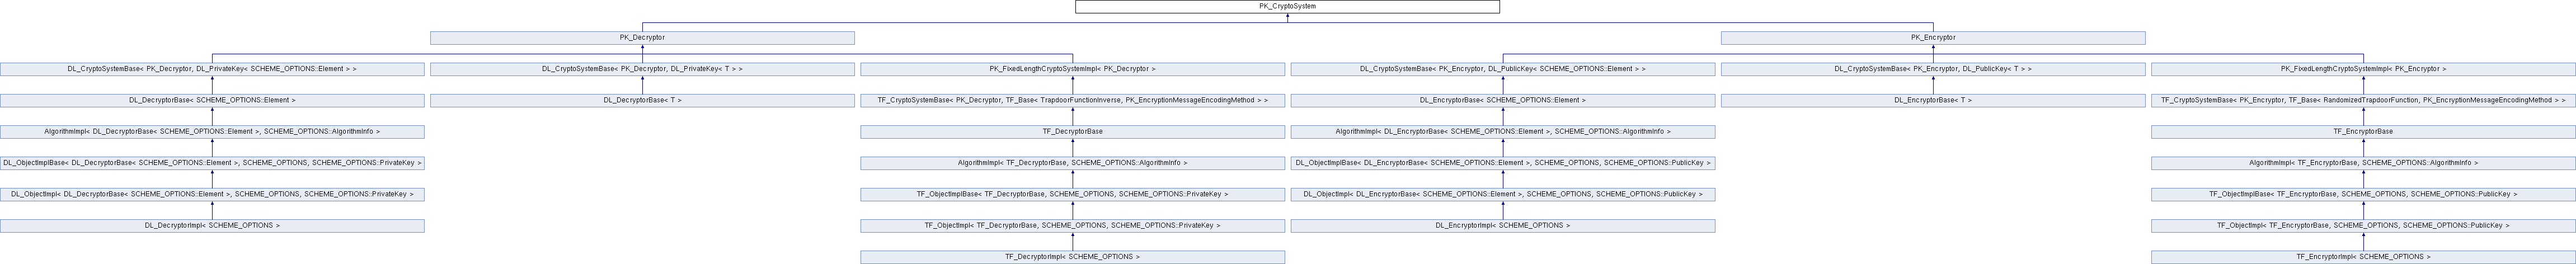 PK_CryptoSystem
PK_Decryptor
PK_Encryptor
DL_CryptoSystemBase< PK_Decryptor, DL_PrivateKey< SCHEME_OPTIONS::Element > >
DL_CryptoSystemBase< PK_Decryptor, DL_PrivateKey< T > >
PK_FixedLengthCryptoSystemImpl< PK_Decryptor >
DL_CryptoSystemBase< PK_Encryptor, DL_PublicKey< SCHEME_OPTIONS::Element > >
DL_CryptoSystemBase< PK_Encryptor, DL_PublicKey< T > >
PK_FixedLengthCryptoSystemImpl< PK_Encryptor >
DL_DecryptorBase< SCHEME_OPTIONS::Element >
DL_DecryptorBase< T >
TF_CryptoSystemBase< PK_Decryptor, TF_Base< TrapdoorFunctionInverse, PK_EncryptionMessageEncodingMethod > >
DL_EncryptorBase< SCHEME_OPTIONS::Element >
DL_EncryptorBase< T >
TF_CryptoSystemBase< PK_Encryptor, TF_Base< RandomizedTrapdoorFunction, PK_EncryptionMessageEncodingMethod > >
AlgorithmImpl< DL_DecryptorBase< SCHEME_OPTIONS::Element >, SCHEME_OPTIONS::AlgorithmInfo >
TF_DecryptorBase
AlgorithmImpl< DL_EncryptorBase< SCHEME_OPTIONS::Element >, SCHEME_OPTIONS::AlgorithmInfo >
TF_EncryptorBase
DL_ObjectImplBase< DL_DecryptorBase< SCHEME_OPTIONS::Element >, SCHEME_OPTIONS, SCHEME_OPTIONS::PrivateKey >
AlgorithmImpl< TF_DecryptorBase, SCHEME_OPTIONS::AlgorithmInfo >
DL_ObjectImplBase< DL_EncryptorBase< SCHEME_OPTIONS::Element >, SCHEME_OPTIONS, SCHEME_OPTIONS::PublicKey >
AlgorithmImpl< TF_EncryptorBase, SCHEME_OPTIONS::AlgorithmInfo >
DL_ObjectImpl< DL_DecryptorBase< SCHEME_OPTIONS::Element >, SCHEME_OPTIONS, SCHEME_OPTIONS::PrivateKey >
TF_ObjectImplBase< TF_DecryptorBase, SCHEME_OPTIONS, SCHEME_OPTIONS::PrivateKey >
DL_ObjectImpl< DL_EncryptorBase< SCHEME_OPTIONS::Element >, SCHEME_OPTIONS, SCHEME_OPTIONS::PublicKey >
TF_ObjectImplBase< TF_EncryptorBase, SCHEME_OPTIONS, SCHEME_OPTIONS::PublicKey >
DL_DecryptorImpl< SCHEME_OPTIONS >
TF_ObjectImpl< TF_DecryptorBase, SCHEME_OPTIONS, SCHEME_OPTIONS::PrivateKey >
DL_EncryptorImpl< SCHEME_OPTIONS >
TF_ObjectImpl< TF_EncryptorBase, SCHEME_OPTIONS, SCHEME_OPTIONS::PublicKey >
TF_DecryptorImpl< SCHEME_OPTIONS >
TF_EncryptorImpl< SCHEME_OPTIONS >